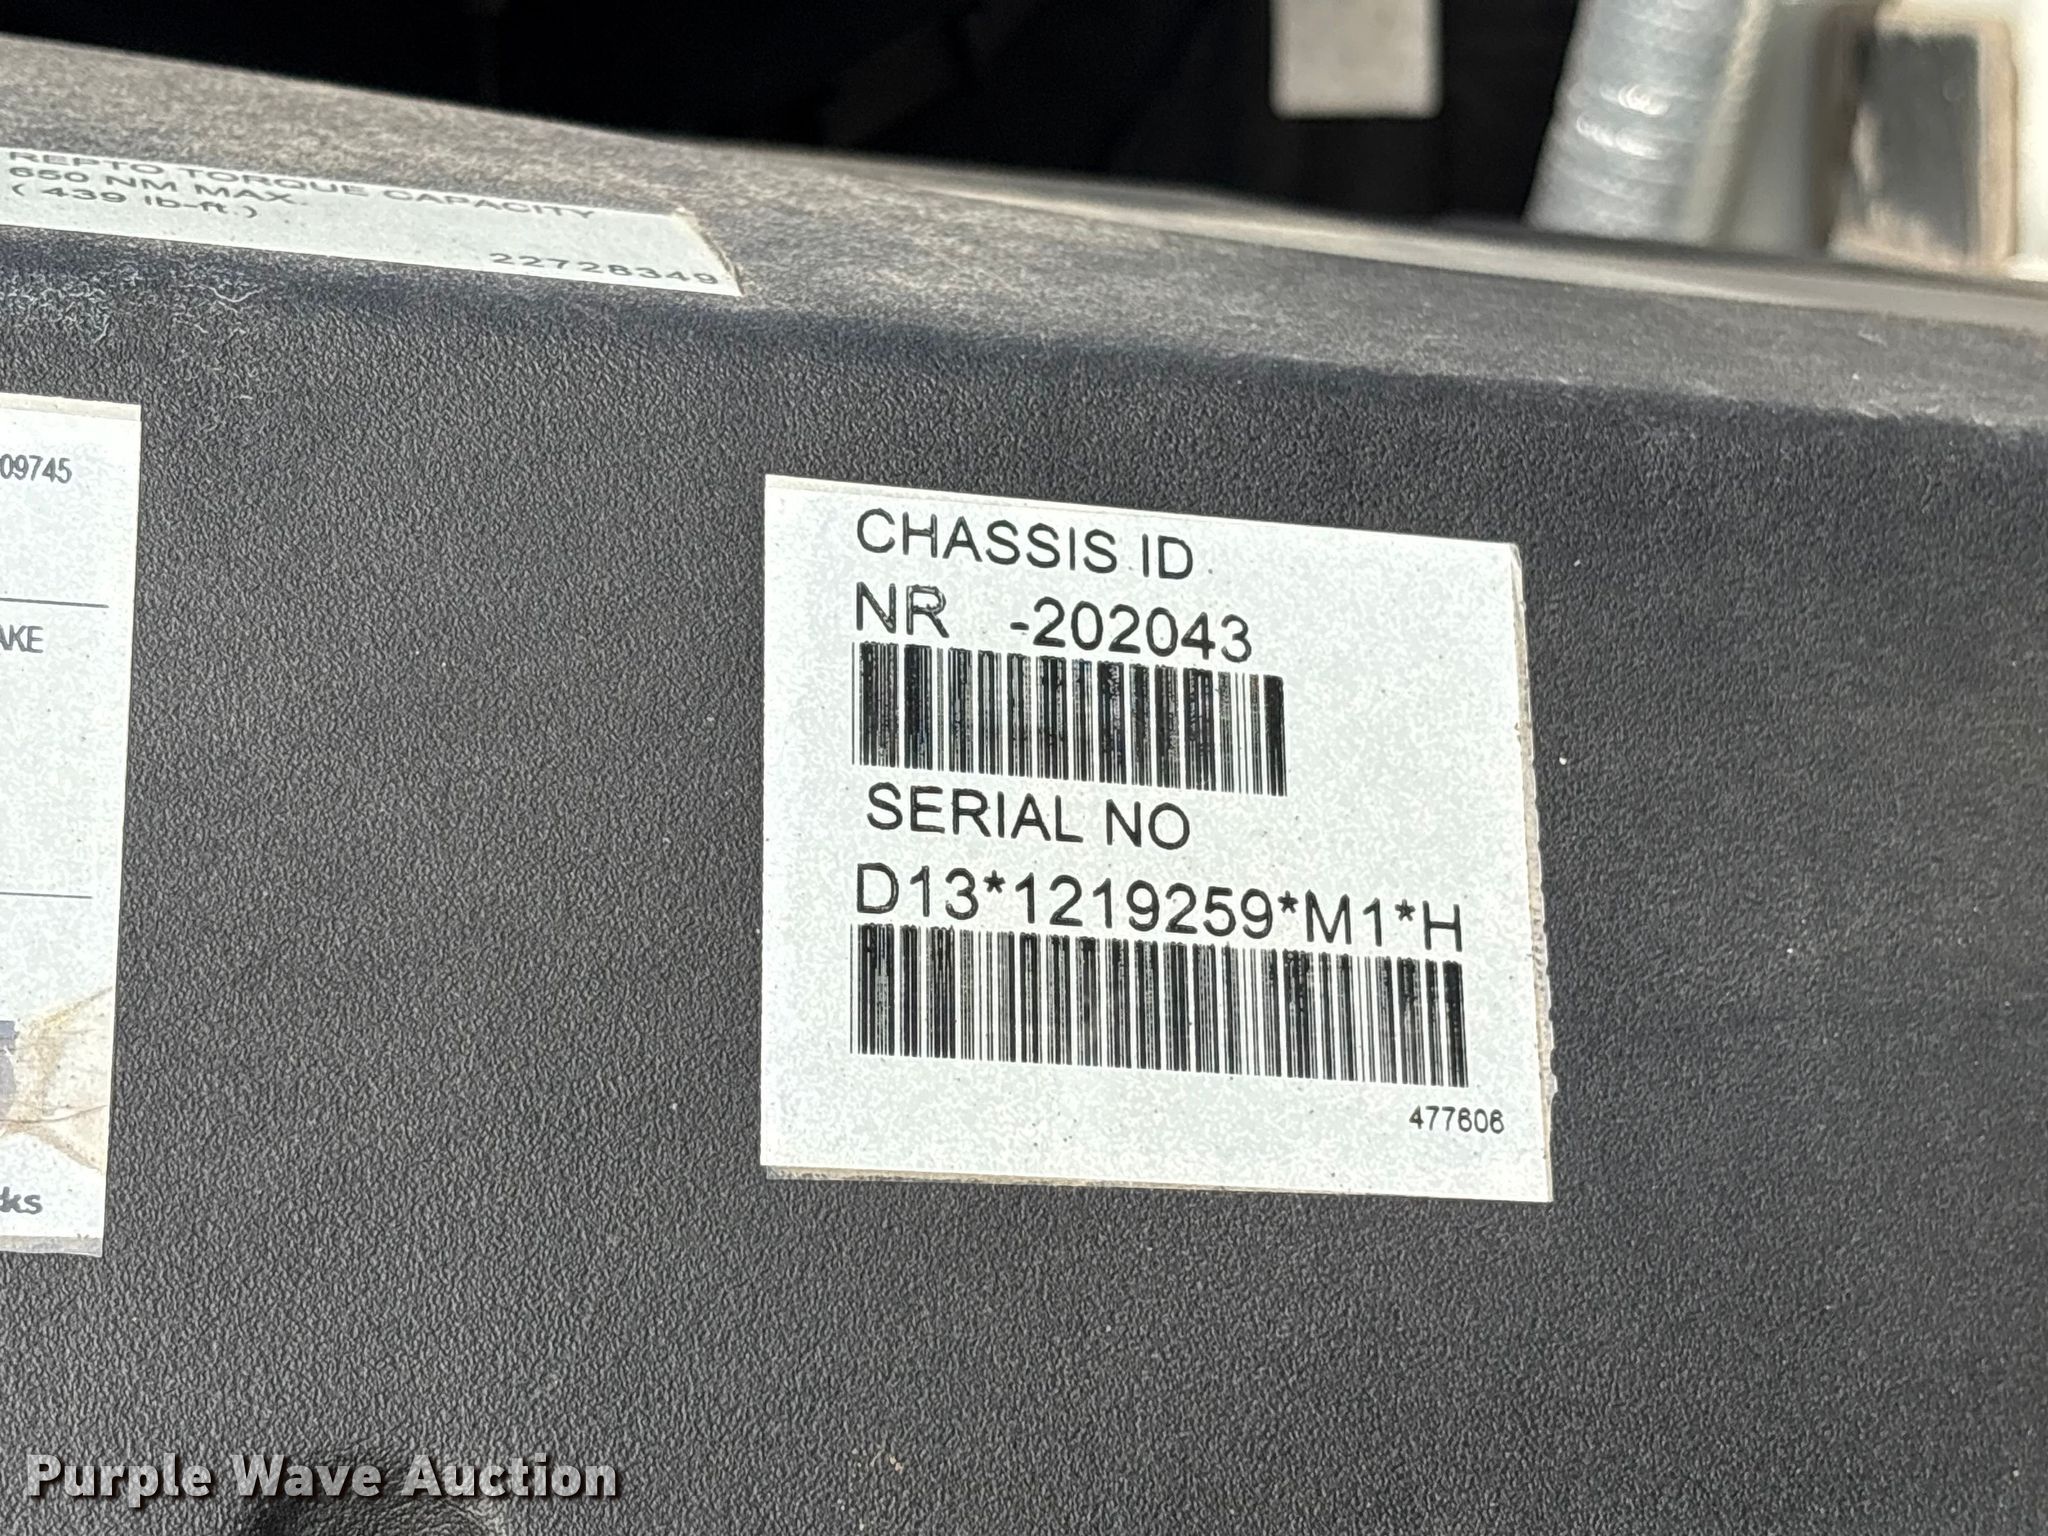 REPTO TORQUE CAPACITY
650 NM MAX.
( 439 lb-ft.)
22728349
09745
AKE
ks
CHASSIS ID
NR -202043
SERIAL NO
D13*1219259*M1*H
477606
Purple Wave Auction